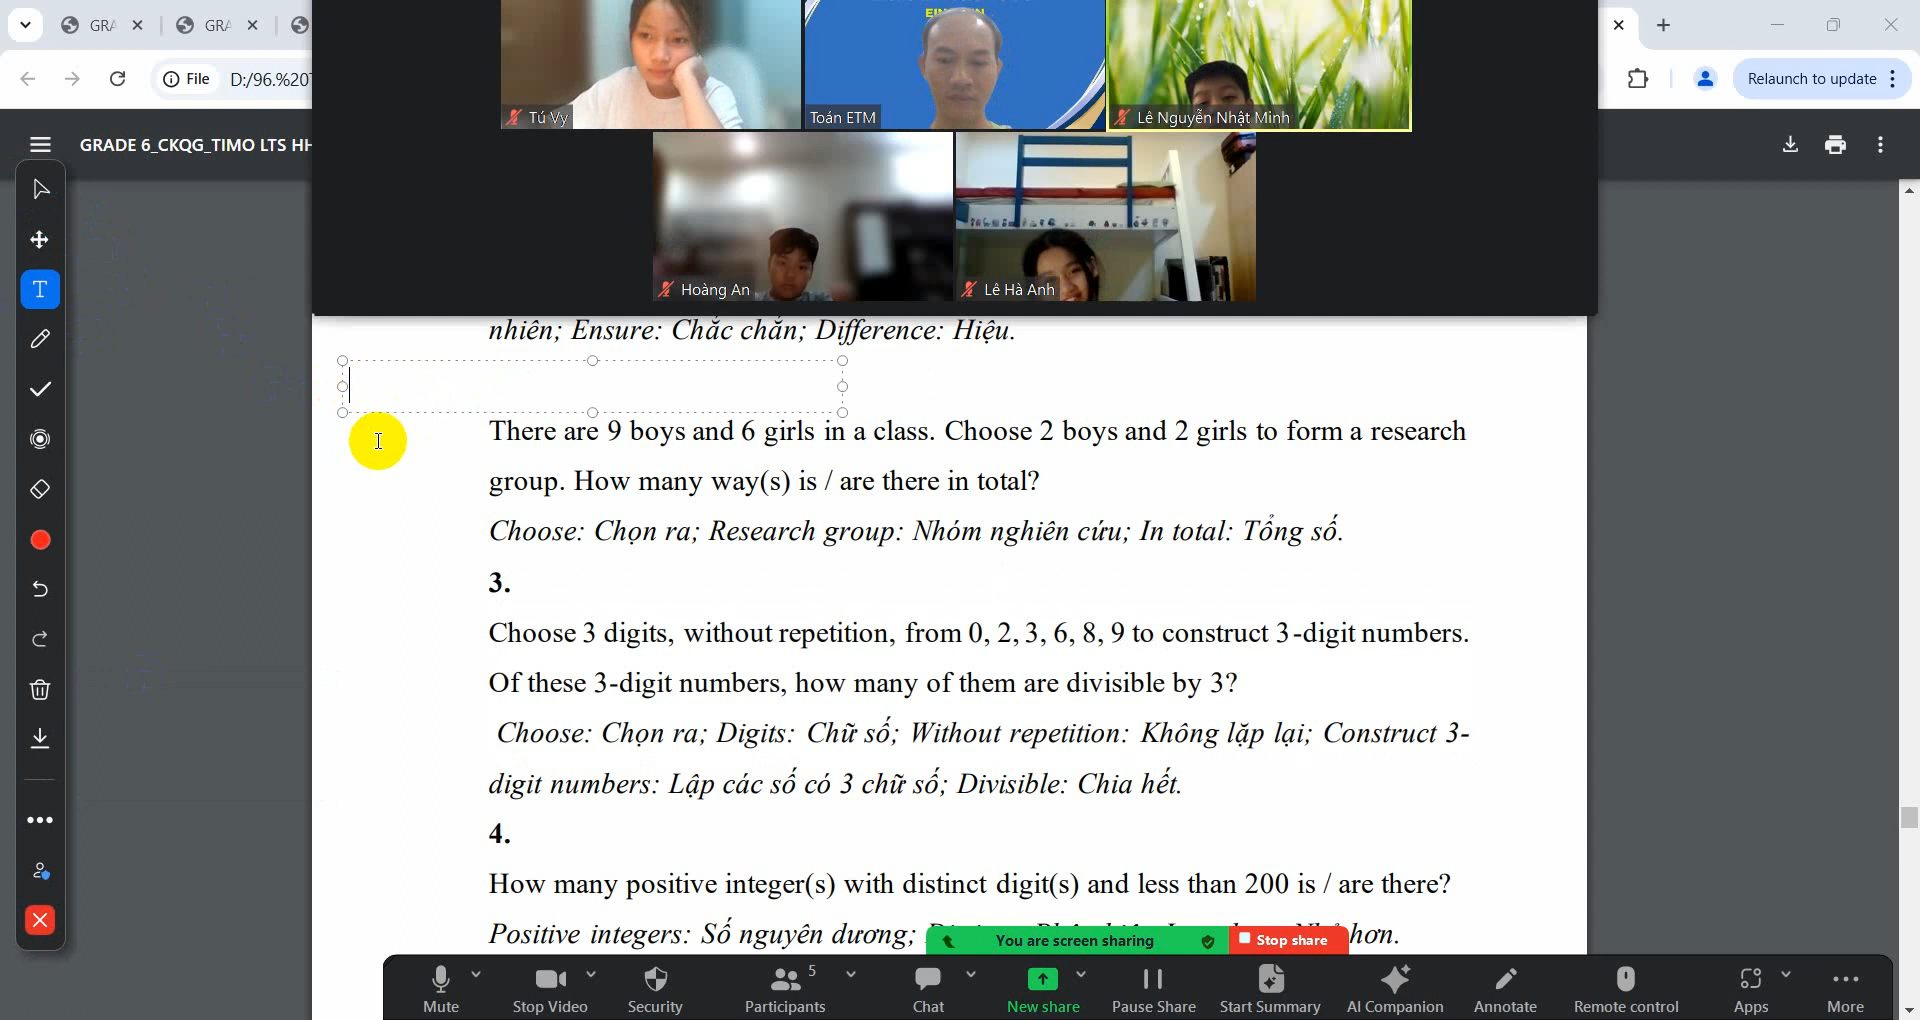 GRA
GRA
File
D:/96.%20
Relaunch to update
GRADE 6_CKQG_TIMO LTS HH
Tú Vy
Toán ETM
Lê Nguyễn Nhật Minh
Hoàng An
Lê Hà Anh
nhiên; Ensure: Chắc chắn; Difference: Hiệu.
There are 9 boys and 6 girls in a class. Choose 2 boys and 2 girls to form a research
group. How many way(s) is / are there in total?
Choose: Chọn ra; Research group: Nhóm nghiên cứu; In total: Tổng số.
3.
Choose 3 digits, without repetition, from 0, 2, 3, 6, 8, 9 to construct 3-digit numbers.
Of these 3-digit numbers, how many of them are divisible by 3?
Choose: Chọn ra; Digits: Chữ số; Without repetition: Không lặp lại; Construct 3-
digit numbers: Lập các số có 3 chữ số; Divisible: Chia hết.
4.
How many positive integer(s) with distinct digit(s) and less than 200 is / are there?
Positive integers: Số nguyên dương; hơn.
You are screen sharing
Stop share
Mute
Stop Video
Security
Participants 5
Chat
New share
Pause Share
Start Summary
AI Companion
Annotate
Remote control
Apps
More